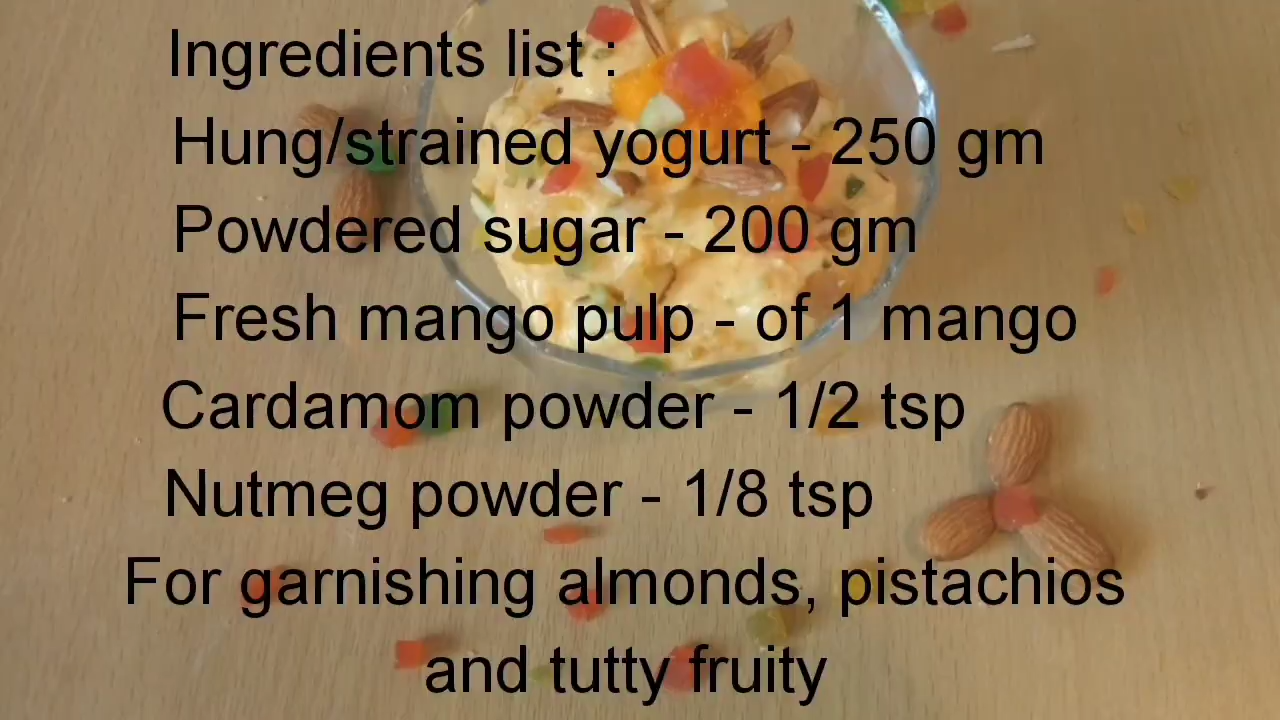 Ingredients list :
Hung/strained yogurt - 250 gm
Powdered sugar - 200 gm
Fresh mango pulp - of 1 mango
Cardamom powder - 1/2 tsp
Nutmeg powder - 1/8 tsp
For garnishing almonds, pistachios
and tutty fruity